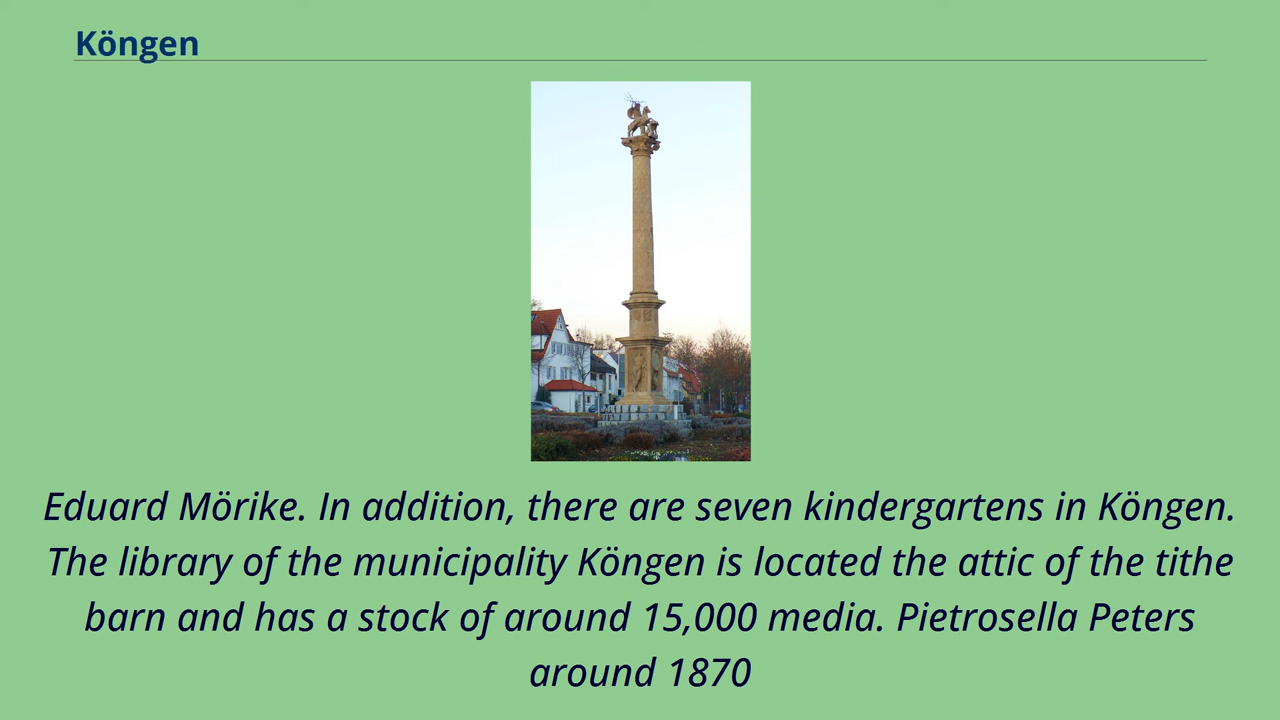 Köngen
Eduard Mörike. In addition, there are seven kindergartens in Köngen.
The library of the municipality Köngen is located the attic of the tithe
barn and has a stock of around 15,000 media. Pietrosella Peters
around 1870